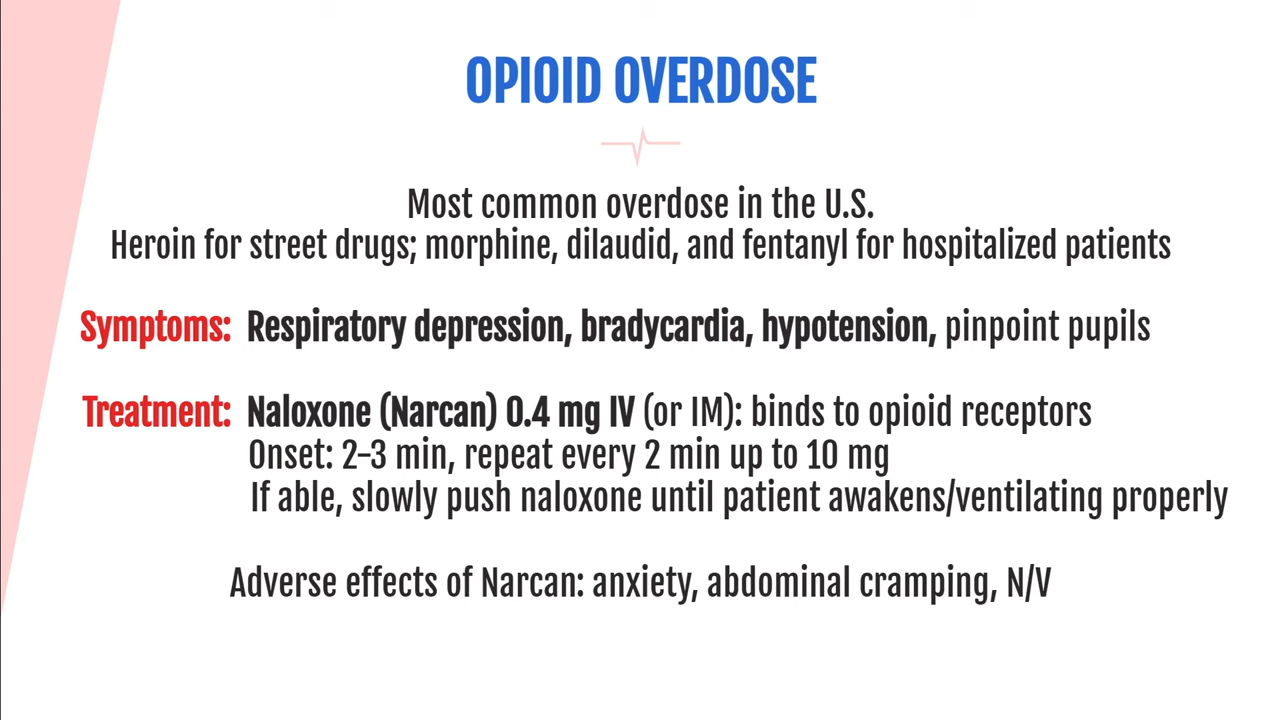 OPIOID OVERDOSE
Most common overdose in the U.S.
Heroin for street drugs; morphine, dilaudid, and fentanyl for hospitalized patients
Symptoms: Respiratory depression, bradycardia, hypotension, pinpoint pupils
Treatment: Naloxone (Narcan) 0.4 mg IV (or IM): binds to opioid receptors
Onset: 2-3 min, repeat every 2 min up to 10 mg
If able, slowly push naloxone until patient awakens/ventilating properly
Adverse effects of Narcan: anxiety, abdominal cramping, N/V